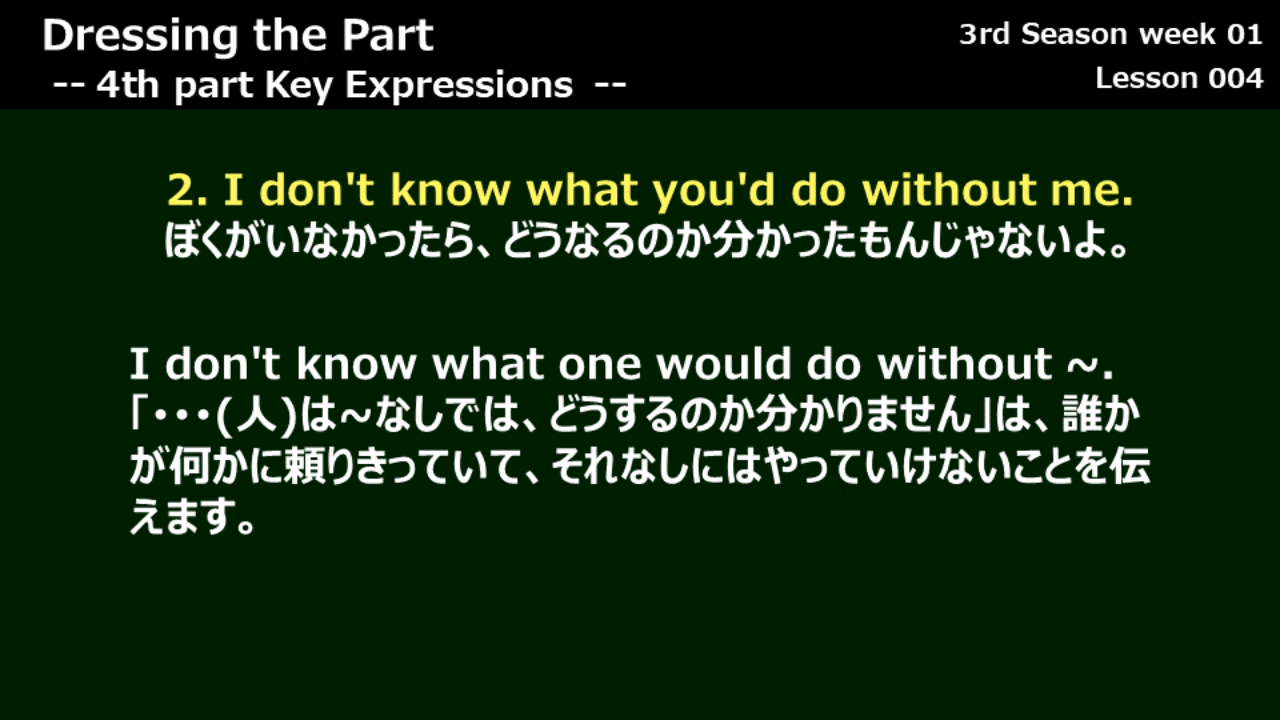 Dressing the Part
-- 4th part Key Expressions --
3rd Season week 01
Lesson 004
2. I don't know what you'd do without me.
ぼくがいなかったら、どうなるのか分かったもんじゃないよ。
I don't know what one would do without ~.
「・・・(人)は~なしでは、どうするのか分かりません」は、誰か
が何かに頼りきっていて、それなしにはやっていけないことを伝
えます。